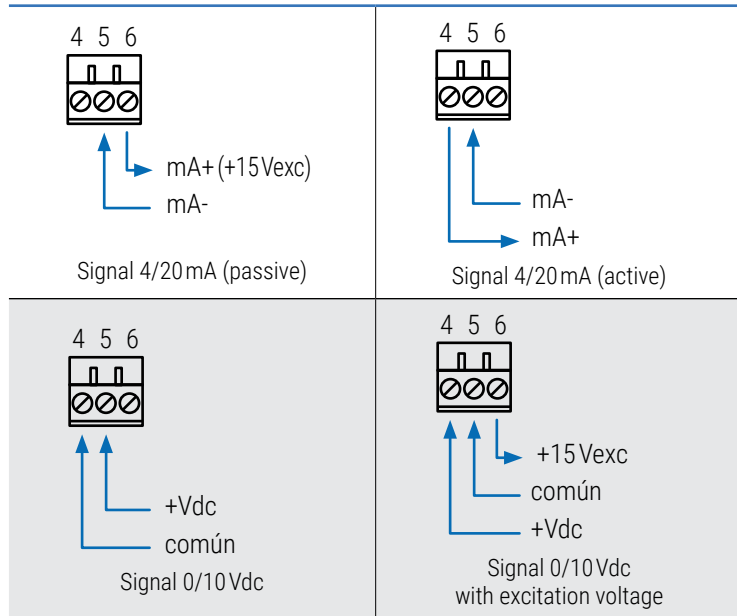 4 5 6
mA+ (+15 Vexc)
mA-
Signal 4/20 mA (passive)
4 5 6
mA-
mA+
Signal 4/20 mA (active)
4 5 6
+Vdc
común
Signal 0/10 Vdc
4 5 6
+15 Vexc
común
+Vdc
Signal 0/10 Vdc
with excitation voltage